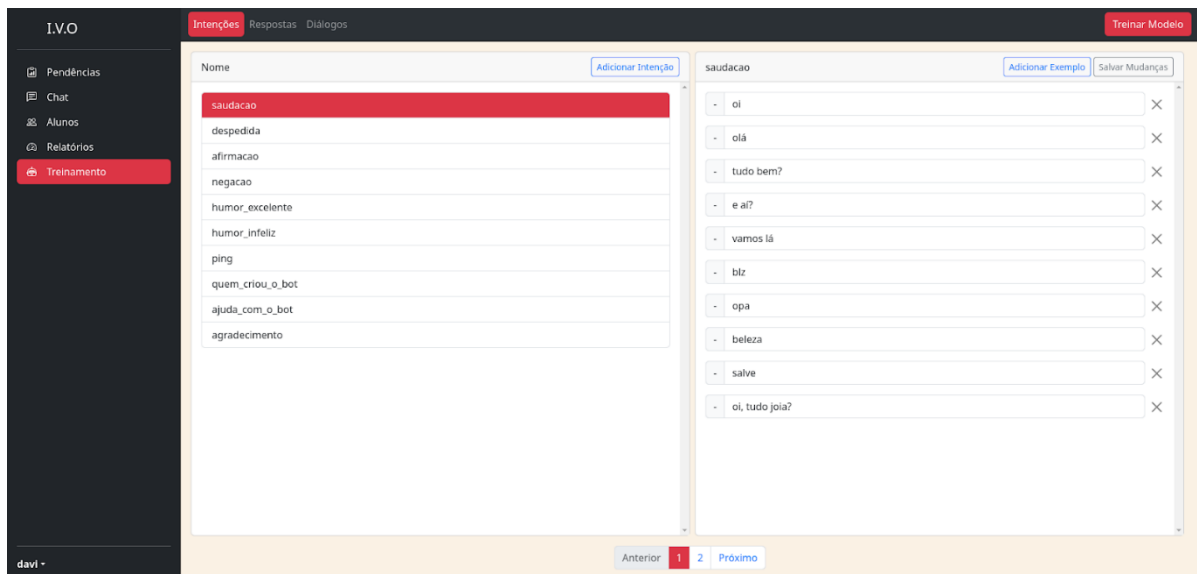 I.V.O
Pendências
Chat
Alunos
Relatórios
Treinamento
davi
Intenções Respostas Diálogos
Treinar Modelo
Nome
Adicionar Intenção
saudacao
despedida
afirmacao
negacao
humor_excelente
humor_infeliz
ping
quem_criou_o_bot
ajuda_com_o_bot
agradecimento
saudacao
Adicionar Exemplo Salvar Mudanças
- oi
- olá
- tudo bem?
- e aí?
- vamos lá
- blz
- opa
- beleza
- salve
- oi, tudo joia?
Anterior 1 2 Próximo